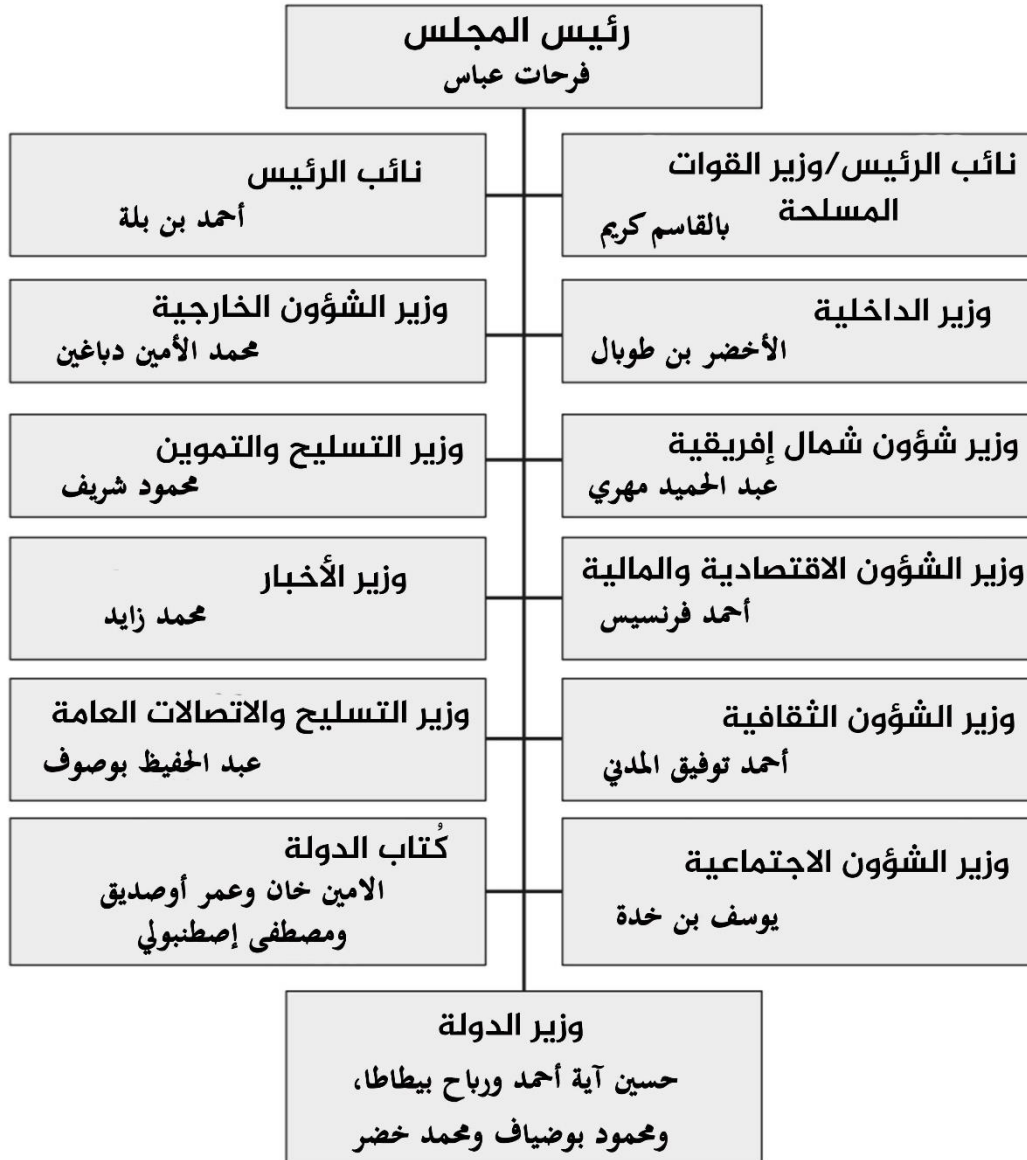 رئيس المجلس
فرحات عباس
نائب الرئيس/وزير القوات
المسلحة
بالقاسم كريم
نائب الرئيس
أحمد بن بلة
وزير الداخلية
الأخضر بن طوبال
وزير الشؤون الخارجية
محمد الأمين دباغين
وزير شؤون شمال إفريقية
عبد الحميد مهري
وزير التسليح والتموين
محمود شريف
وزير الشؤون الاقتصادية والمالية
أحمد فرنسيس
وزير الأخبار
محمد زايد
وزير الشؤون الثقافية
أحمد توفيق المدني
وزير التسليح والاتصالات العامة
عبد الحفيظ بوصوف
وزير الشؤون الاجتماعية
يوسف بن خدة
كُتاب الدولة
الامين خان وعمر أوصديق
ومصطفى إصطنبولي
وزير الدولة
حسين آية أحمد ورباح بيطاطا،
ومحمود بوضياف ومحمد خضر